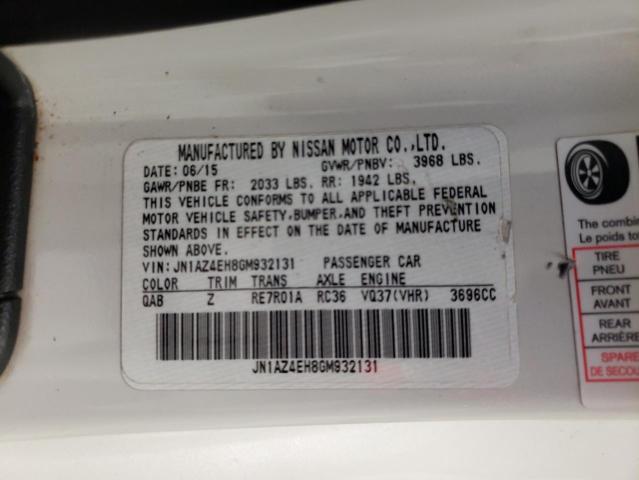 MANUFACTURED BY NISSAN MOTOR CO.,LTD.
DATE: 06/15 GVWR/PNBV: 3968 LBS.
GAWR/PNBE FR: 2033 LBS. RR: 1942 LBS.
THIS VEHICLE CONFORMS TO ALL APPLICABLE FEDERAL
MOTOR VEHICLE SAFETY,BUMPER,AND THEFT PREVENTION
STANDARDS IN EFFECT ON THE DATE OF MANUFACTURE
SHOWN ABOVE.
VIN: JN1AZ4EH8GM932131 PASSENGER CAR
COLOR TRIM TRANS AXLE ENGINE
QAB Z RE7R01A RC36 VQ37(VHR) 3696CC
JN1AZ4EH8GM932131
The combin
Le poids to
TIRE
PNEU
FRONT
AVANT
REAR
ARRIÈRE
SPARE
DE SECOU